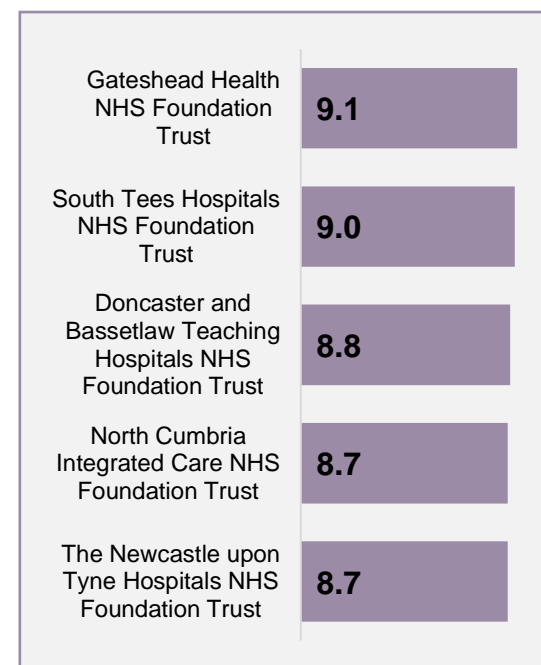 Gateshead Health
NHS Foundation
Trust
9.1
South Tees Hospitals
NHS Foundation
Trust
9.0
Doncaster and
Bassetlaw Teaching
Hospitals NHS
Foundation Trust
8.8
North Cumbria
Integrated Care NHS
Foundation Trust
8.7
The Newcastle upon
Tyne Hospitals NHS
Foundation Trust
8.7